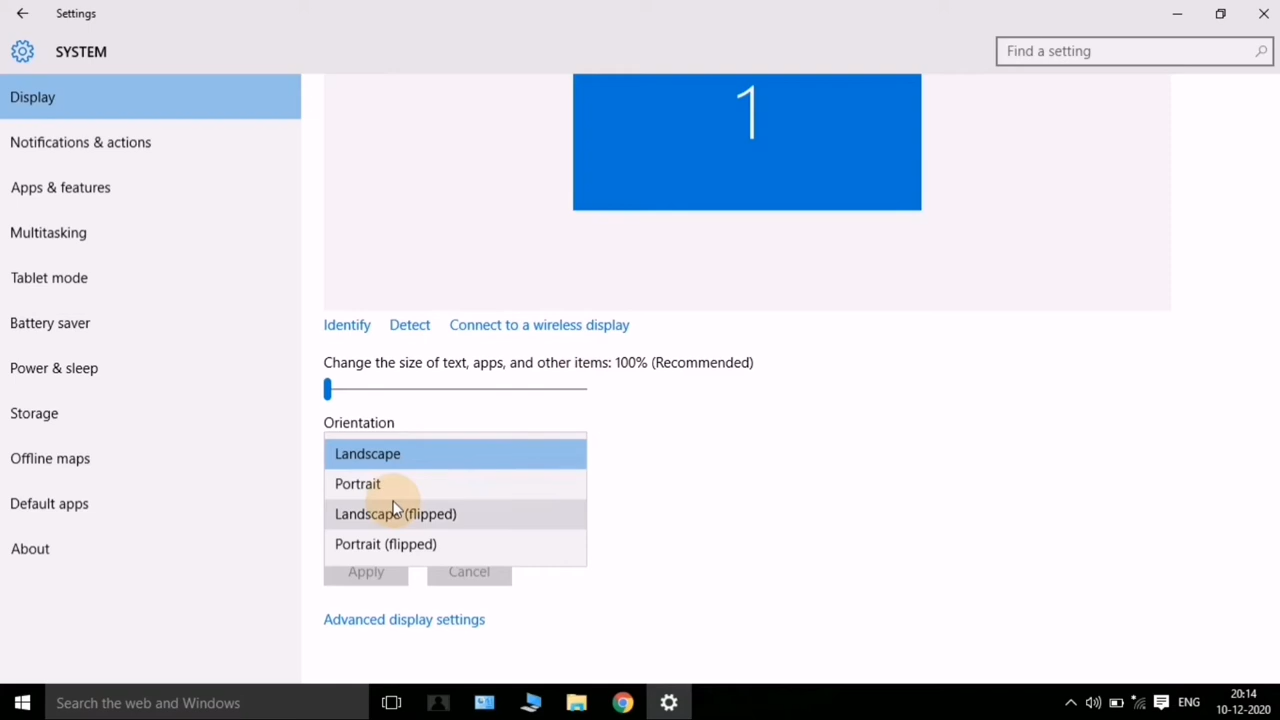 Settings
SYSTEM
Find a setting
Display
Notifications & actions
Apps & features
Multitasking
Tablet mode
Battery saver
Power & sleep
Storage
Offline maps
Default apps
About
1
Identify Detect Connect to a wireless display
Change the size of text, apps, and other items: 100% (Recommended)
Orientation
Landscape
Portrait
Landscape (flipped)
Portrait (flipped)
Apply Cancel
Advanced display settings
Search the web and Windows
ENG
20:14
10-12-2020